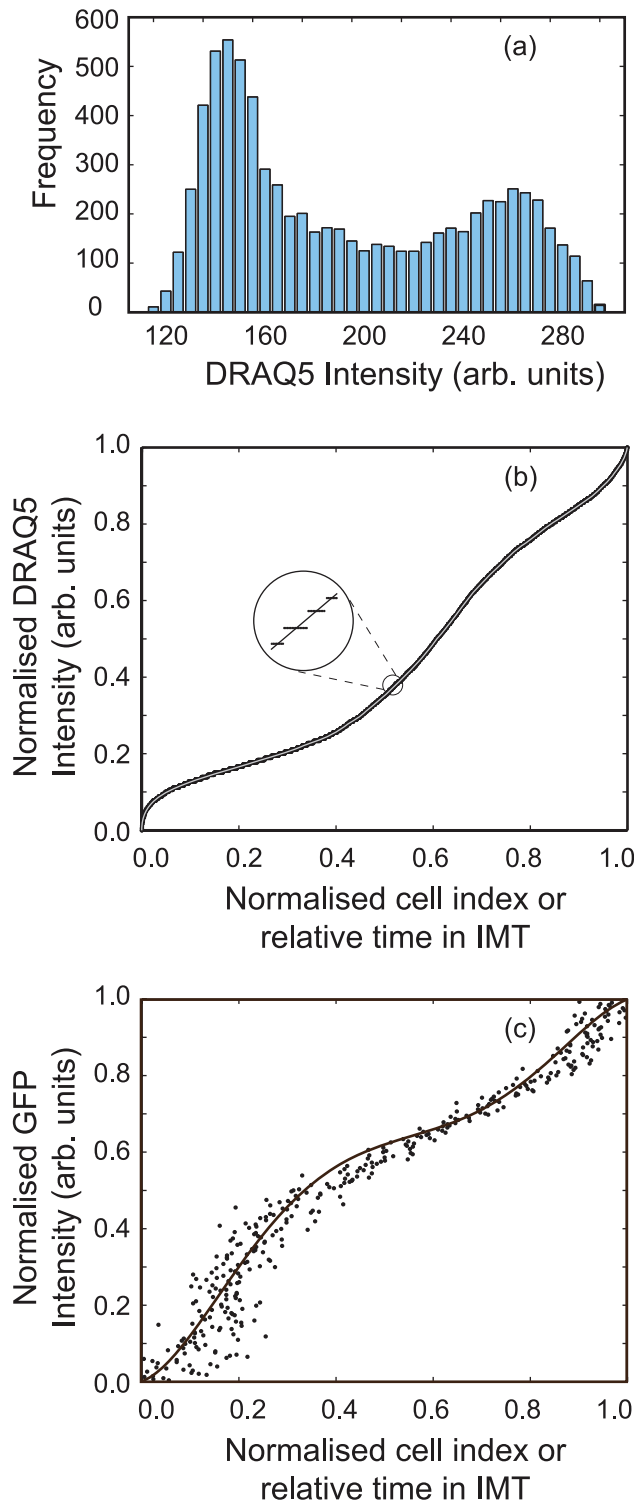 (a)
Frequency
600
500
400
300
200
100
0
120 160 200 240 280
DRAQ5 Intensity (arb. units)
(b)
Normalised DRAQ5
Intensity (arb. units)
1.0
0.8
0.6
0.4
0.2
0.0
0.0 0.2 0.4 0.6 0.8 1.0
Normalised cell index or
relative time in IMT
(c)
Normalised GFP
Intensity (arb. units)
1.0
0.8
0.6
0.4
0.2
0.0
0.0 0.2 0.4 0.6 0.8 1.0
Normalised cell index or
relative time in IMT